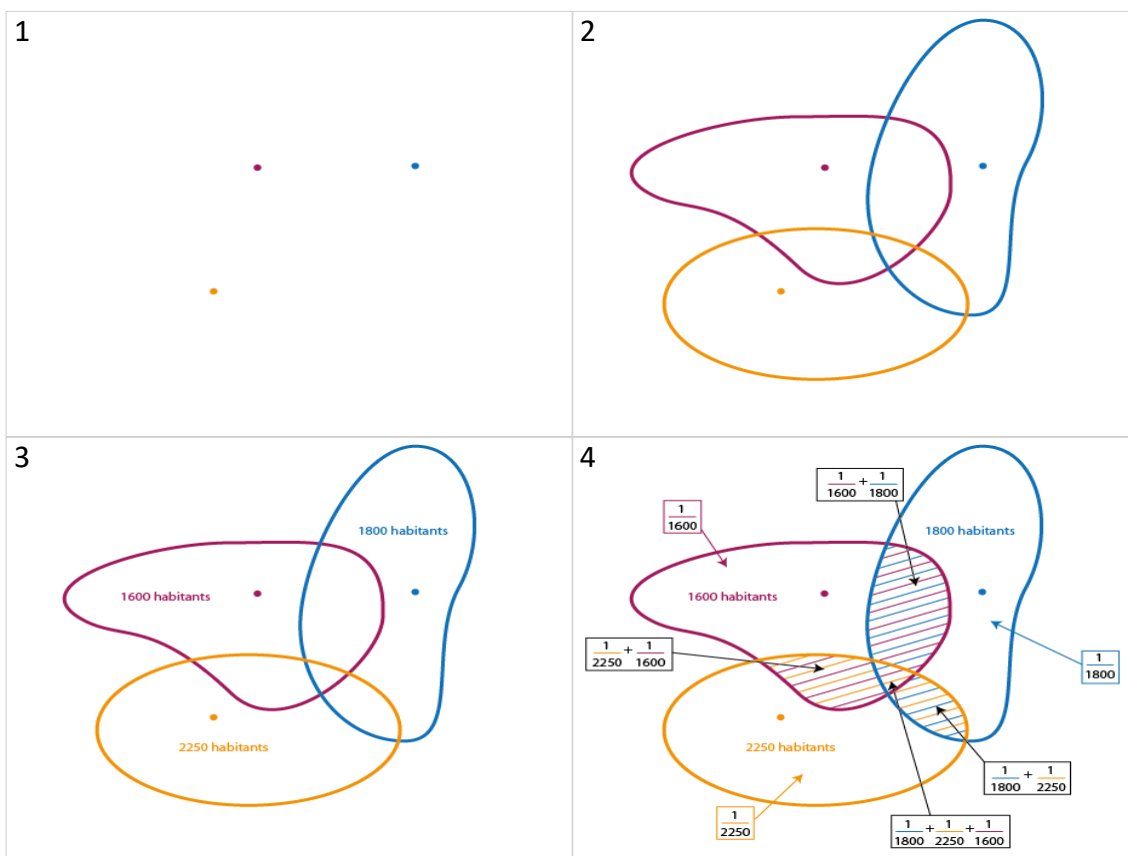 1
2
3
1800 habitants
1600 habitants
2250 habitants
4
1/1600 + 1/1800
1/1600
1800 habitants
1600 habitants
1/2250 + 1/1600
1/1800
2250 habitants
1/1800 + 1/2250
1/2250
1/1800 + 1/2250 + 1/1600